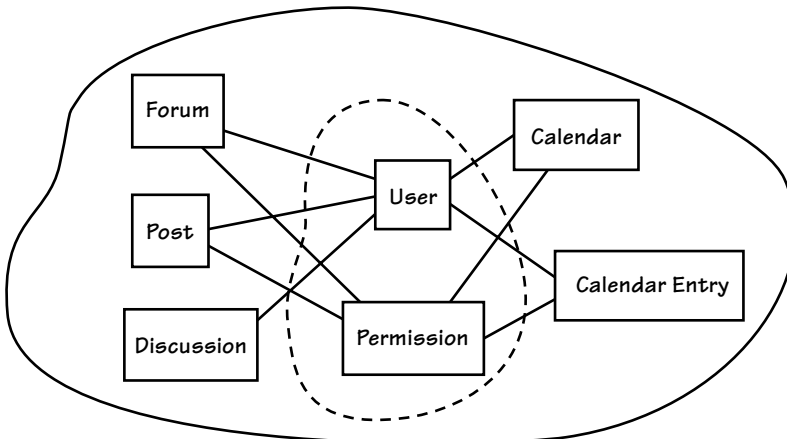 Forum
Calendar
User
Post
Calendar Entry
Discussion
Permission